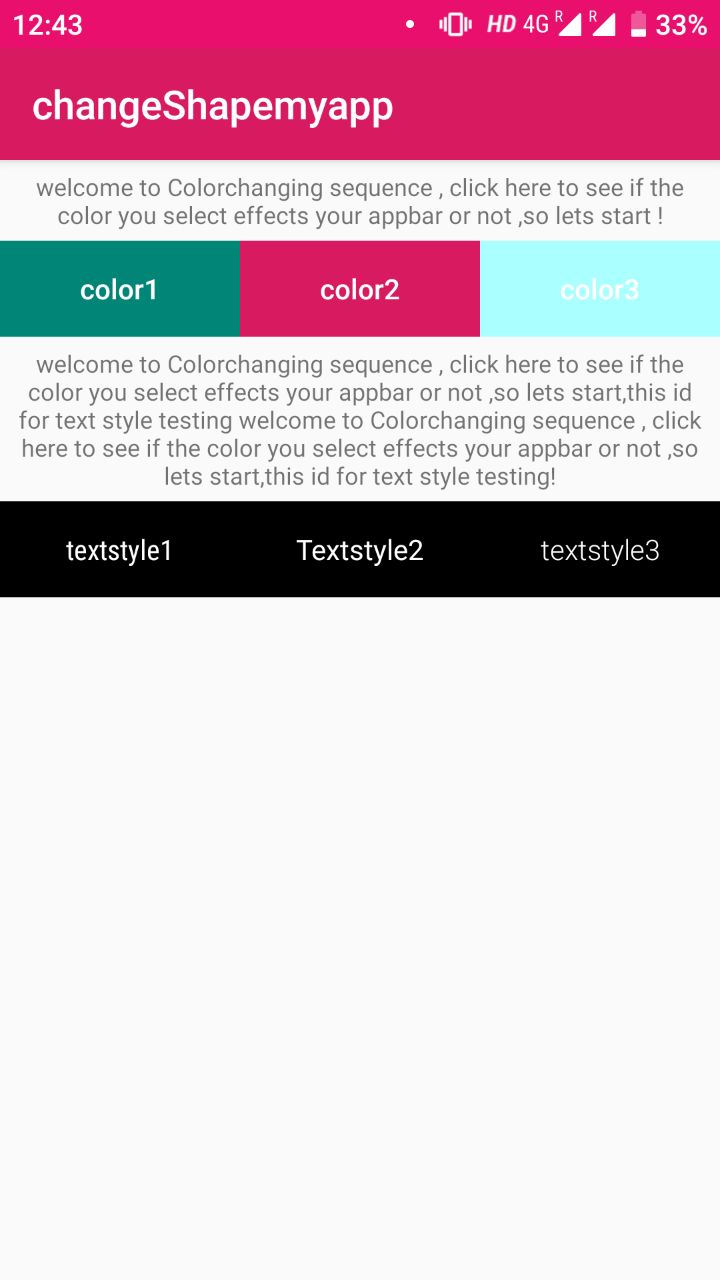 12:43 HD 4G R R 33%
changeShapemyapp
welcome to Colorchanging sequence , click here to see if the
color you select effects your appbar or not ,so lets start !
color1 color2 color3
welcome to Colorchanging sequence , click here to see if the
color you select effects your appbar or not ,so lets start,this id
for text style testing welcome to Colorchanging sequence , click
here to see if the color you select effects your appbar or not ,so
lets start,this id for text style testing!
textstyle1 Textstyle2 textstyle3